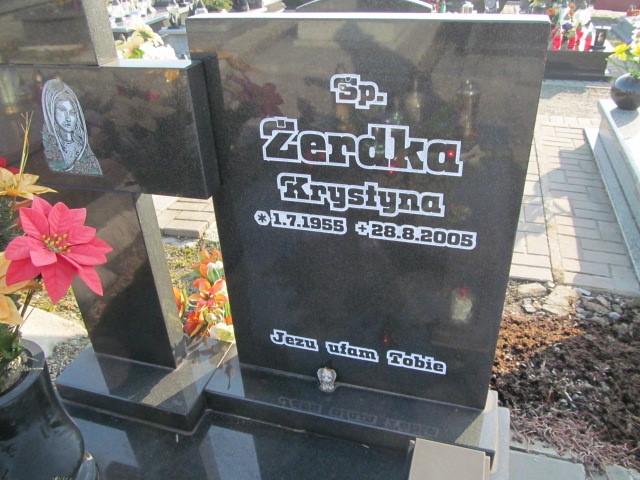 Śp.
Żerdka
Krystyna
*1.7.1955 +28.8.2005
Jezu ufam Tobie